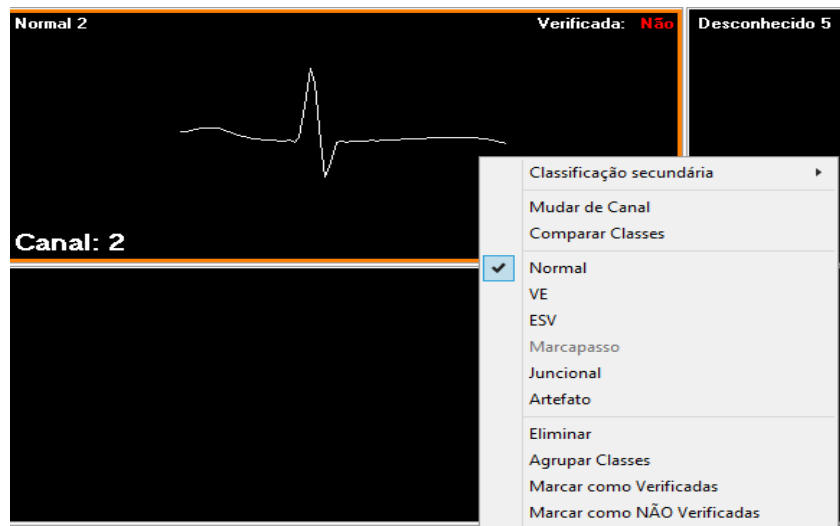 Normal 2
Verificada: Não
Desconhecido 5
Canal: 2
Classificação secundária
Mudar de Canal
Comparar Classes
Normal
VE
ESV
Marcapasso
Juncional
Artefato
Eliminar
Agrupar Classes
Marcar como Verificadas
Marcar como NÃO Verificadas